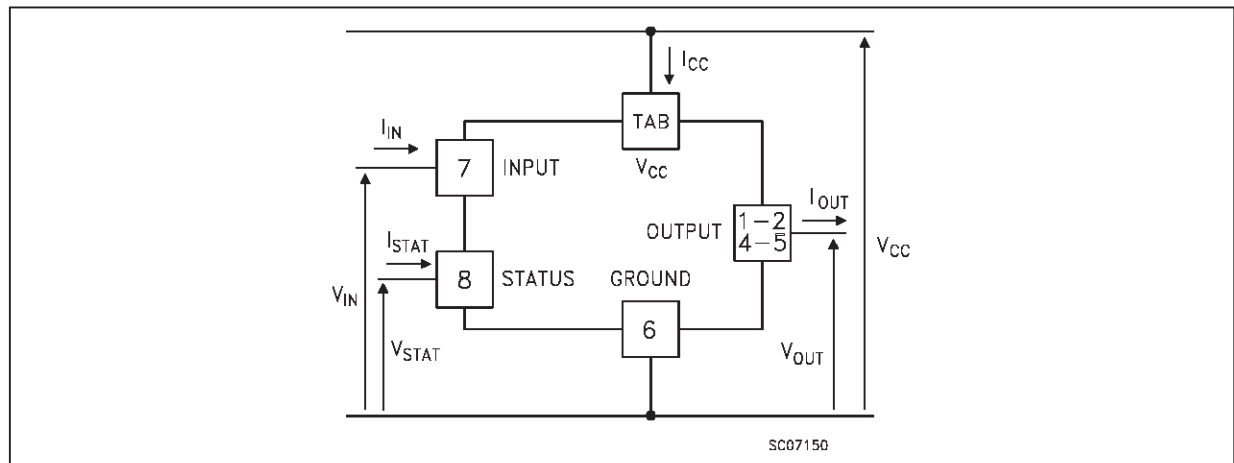 I_CC
TAB
V_CC
I_IN
7 INPUT
I_OUT
OUTPUT
1-2
4-5
V_CC
I_STAT
8 STATUS
GROUND
6
V_IN
V_STAT
V_OUT
SC07150